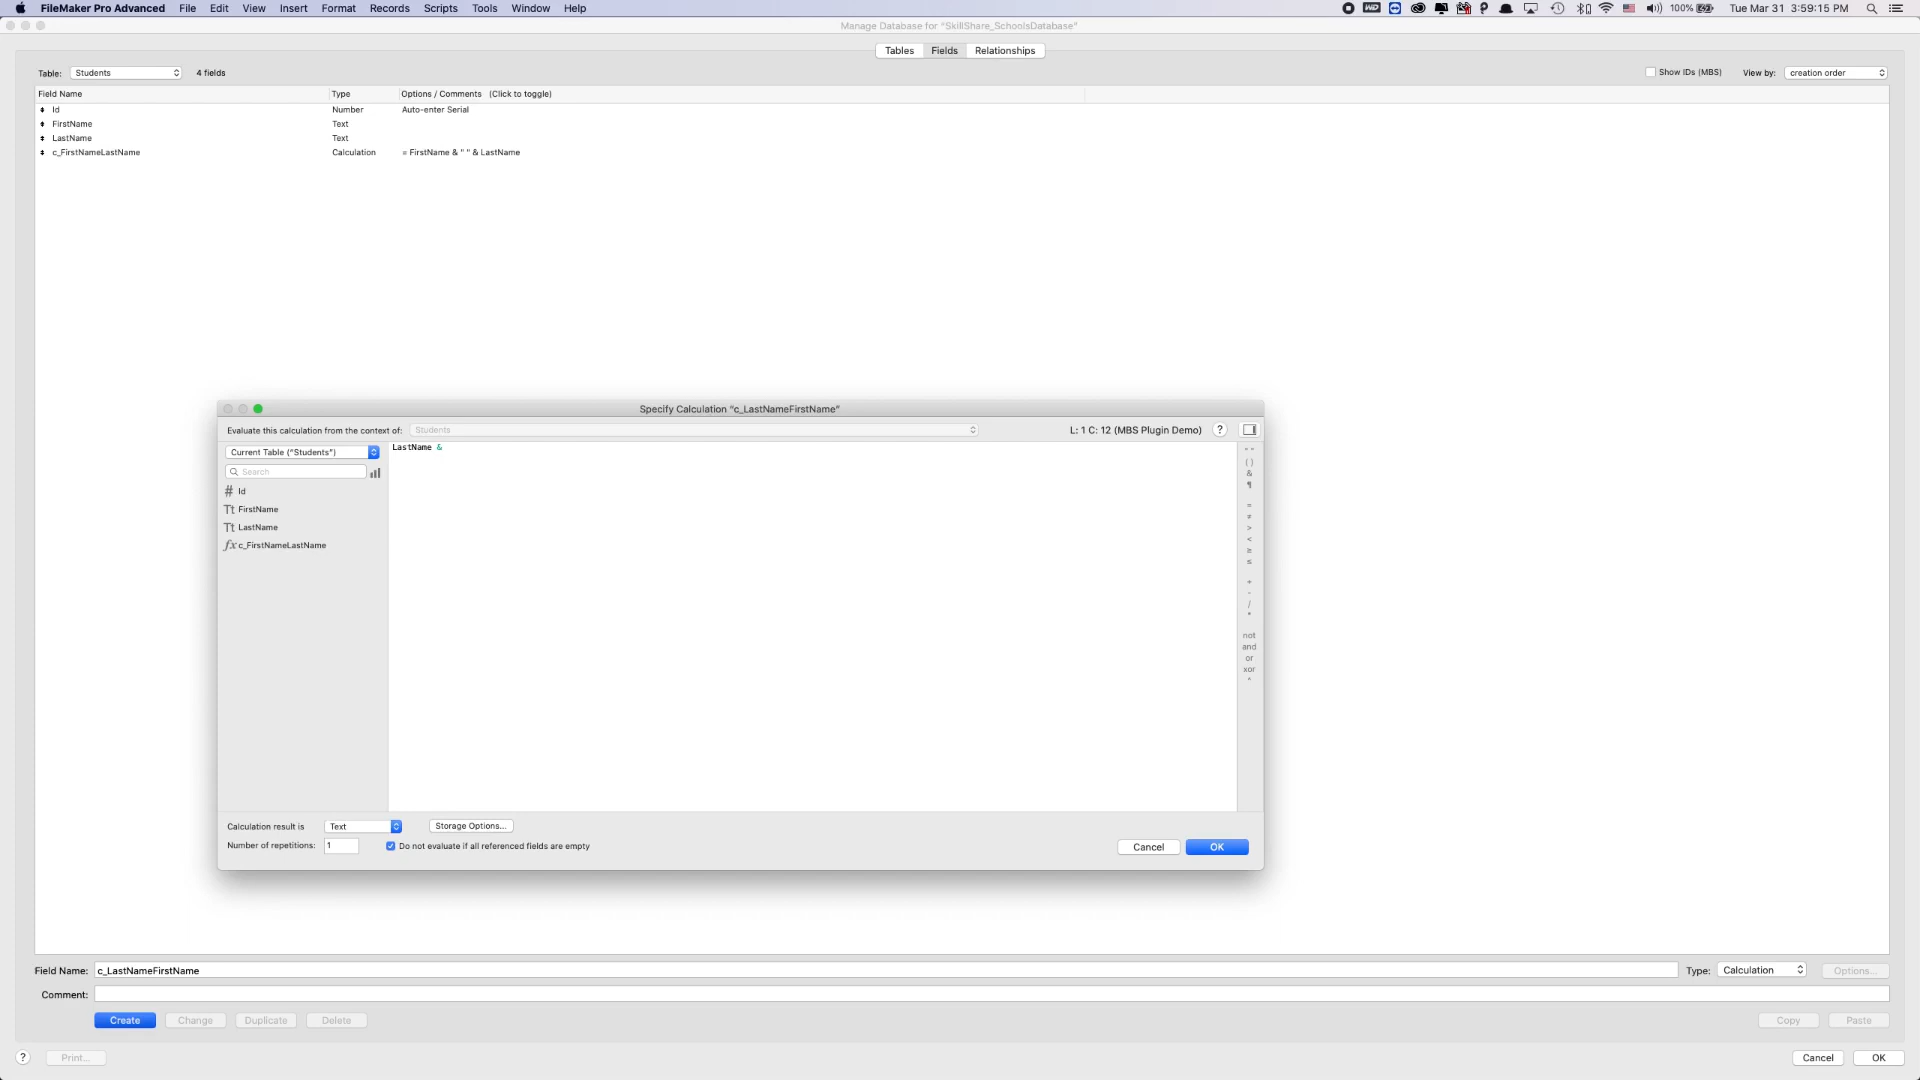 FileMaker Pro Advanced File Edit View Insert Format Records Scripts Tools Window Help 100% Tue Mar 31 3:59:15 PM
Manage Database for "SkillShare_SchoolsDatabase"
Tables Fields Relationships
Table: Students 4 fields Show IDs (MBS) View by: creation order
Field Name Type Options / Comments (Click to toggle)
Id Number Auto-enter Serial
FirstName Text
LastName Text
c_FirstNameLastName Calculation = FirstName & " " & LastName
Specify Calculation "c_LastNameFirstName"
Evaluate this calculation from the context of: Students L: 1 C: 12 (MBS Plugin Demo) ?
Current Table ("Students")
LastName &
Search
# Id
Tt FirstName
Tt LastName
fx c_FirstNameLastName
" "
( )
&
¶
=
≠
>
<
≥
≤
+
-
/
*
not
and
or
xor
^
Calculation result is Text Storage Options...
Number of repetitions: 1 Do not evaluate if all referenced fields are empty
Cancel OK
Field Name: c_LastNameFirstName Type: Calculation Options...
Comment:
Create Change Duplicate Delete Copy Paste
? Print... Cancel OK